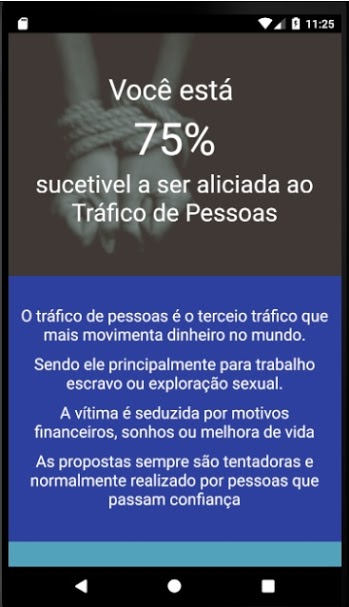 11:25
Você está
75%
sucetivel a ser aliciada ao
Tráfico de Pessoas
O tráfico de pessoas é o terceio tráfico que
mais movimenta dinheiro no mundo.
Sendo ele principalmente para trabalho
escravo ou exploração sexual.
A vítima é seduzida por motivos
financeiros, sonhos ou melhora de vida
As propostas sempre são tentadoras e
normalmente realizado por pessoas que
passam confiança